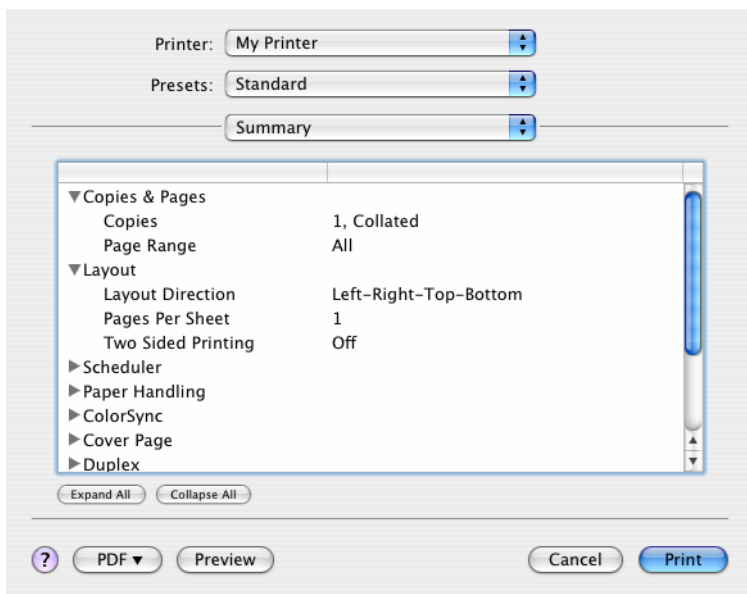 Printer: My Printer
Presets: Standard
Summary
Copies & Pages
Copies 1, Collated
Page Range All
Layout
Layout Direction Left-Right-Top-Bottom
Pages Per Sheet 1
Two Sided Printing Off
Scheduler
Paper Handling
ColorSync
Cover Page
Duplex
Expand All Collapse All
? PDF Preview Cancel Print